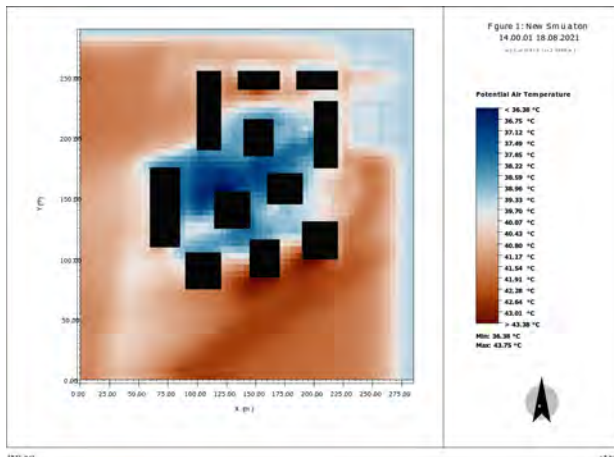 Figure 1: New Simuaton
14.00.01 18.08.2021
Potential Air Temperature
< 36.38 °C
36.75 °C
37.12 °C
37.49 °C
37.85 °C
38.22 °C
38.59 °C
38.96 °C
39.33 °C
39.70 °C
40.07 °C
40.43 °C
40.80 °C
41.17 °C
41.54 °C
41.91 °C
42.28 °C
42.64 °C
43.01 °C
> 43.38 °C
Min: 36.38 °C
Max: 43.75 °C
Y (m)
250.00
200.00
150.00
100.00
50.00
0.00
0.00 25.00 50.00 75.00 100.00 125.00 150.00 175.00 200.00 225.00 250.00 275.00
X (m)